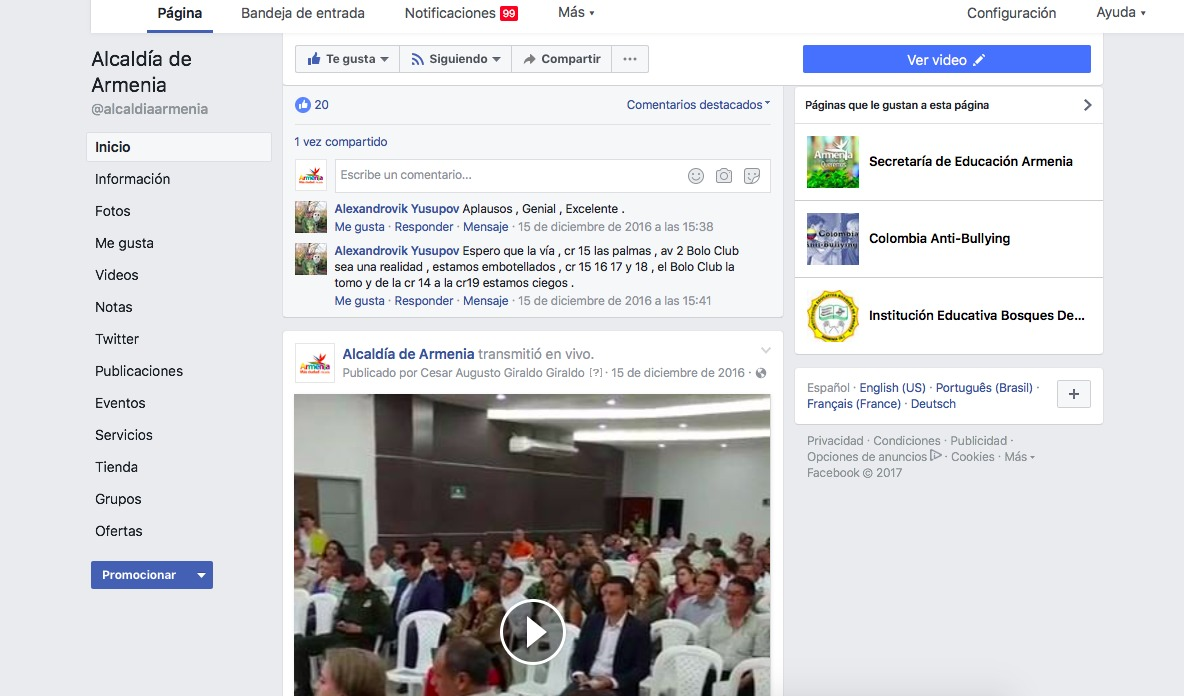 Página
Bandeja de entrada
Notificaciones 99
Más
Configuración
Ayuda
Alcaldía de
Armenia
@alcaldiaarmenia
Inicio
Información
Fotos
Me gusta
Videos
Notas
Twitter
Publicaciones
Eventos
Servicios
Tienda
Grupos
Ofertas
Promocionar
Te gusta
Siguiendo
Compartir
...
Ver video
20
Comentarios destacados
1 vez compartido
Armenia
Escribe un comentario...
Alexandrovik Yusupov Aplausos , Genial , Excelente .
Me gusta · Responder · Mensaje · 15 de diciembre de 2016 a las 15:38
Alexandrovik Yusupov Espero que la vía , cr 15 las palmas , av 2 Bolo Club
sea una realidad , estamos embotellados , cr 15 16 17 y 18 , el Bolo Club la
tomo y de la cr 14 a la cr19 estamos ciegos .
Me gusta · Responder · Mensaje · 15 de diciembre de 2016 a las 15:41
Armenia
Alcaldía de Armenia transmitió en vivo.
Publicado por Cesar Augusto Giraldo Giraldo [?] · 15 de diciembre de 2016 ·
Páginas que le gustan a esta página
Armenia
Secretaría de Educación Armenia
Colombia
Anti-Bullying
Colombia Anti-Bullying
Institución Educativa Bosques De...
Español · English (US) · Português (Brasil) ·
Français (France) · Deutsch
+
Privacidad · Condiciones · Publicidad ·
Opciones de anuncios · Cookies · Más
Facebook © 2017